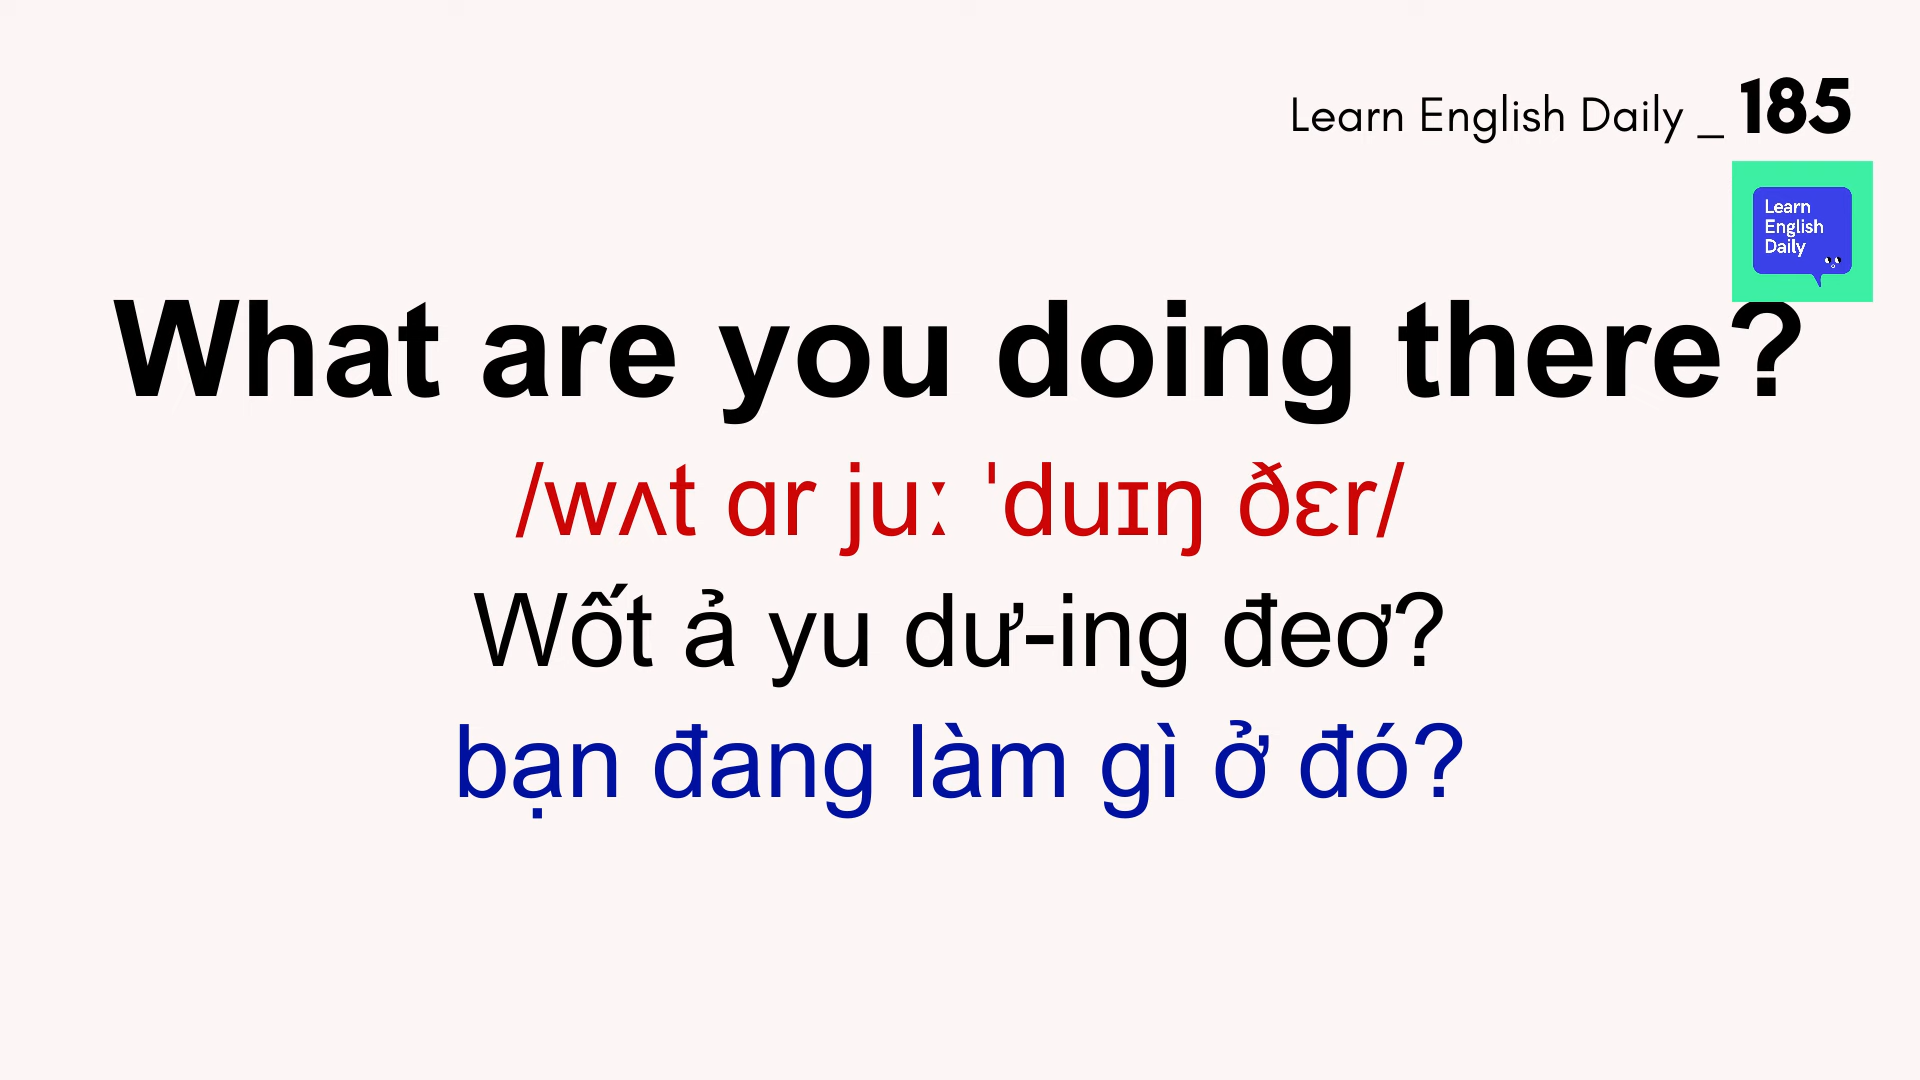 Learn English Daily _ 185
Learn
English
Daily
What are you doing there?
/wʌt ɑr juː ˈduɪŋ ðɛr/
Wốt ả yu dư-ing đeơ?
bạn đang làm gì ở đó?